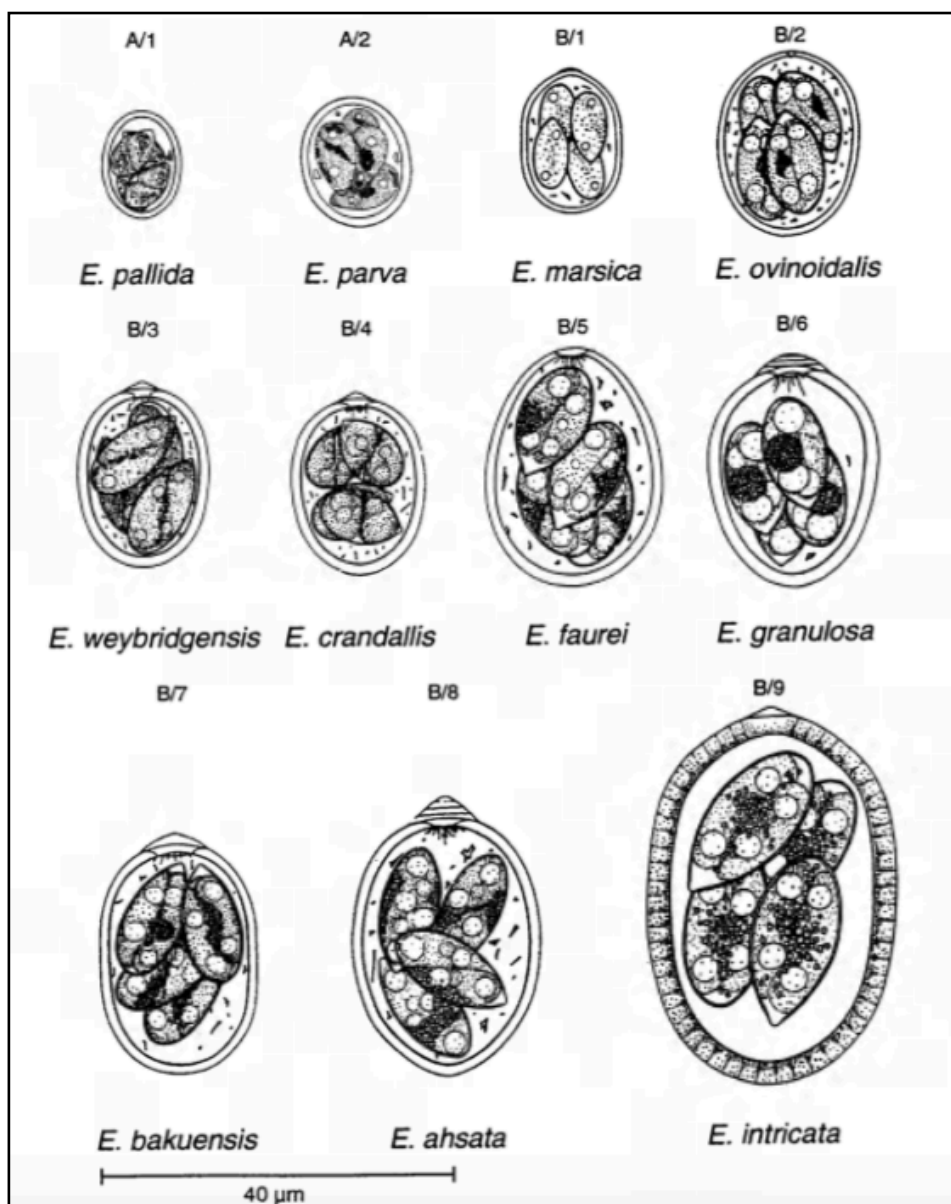 A/1 A/2 B/1 B/2
E. pallida E. parva E. marsica E. ovinoidalis
B/3 B/4 B/5 B/6
E. weybridgensis E. crandallis E. faurei E. granulosa
B/7 B/8 B/9
E. bakuensis E. ahsata E. intricata
40 µm